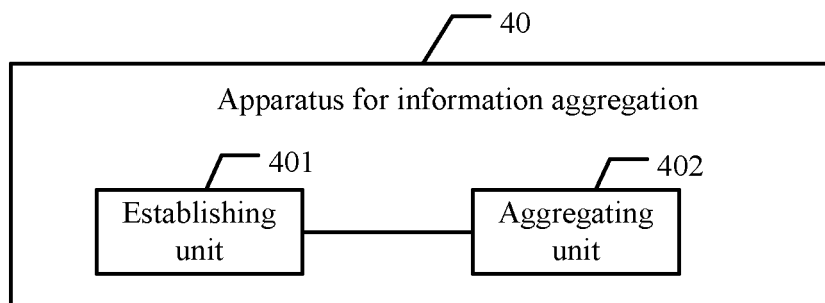 40
Apparatus for information aggregation
401
402
Establishing
unit
Aggregating
unit